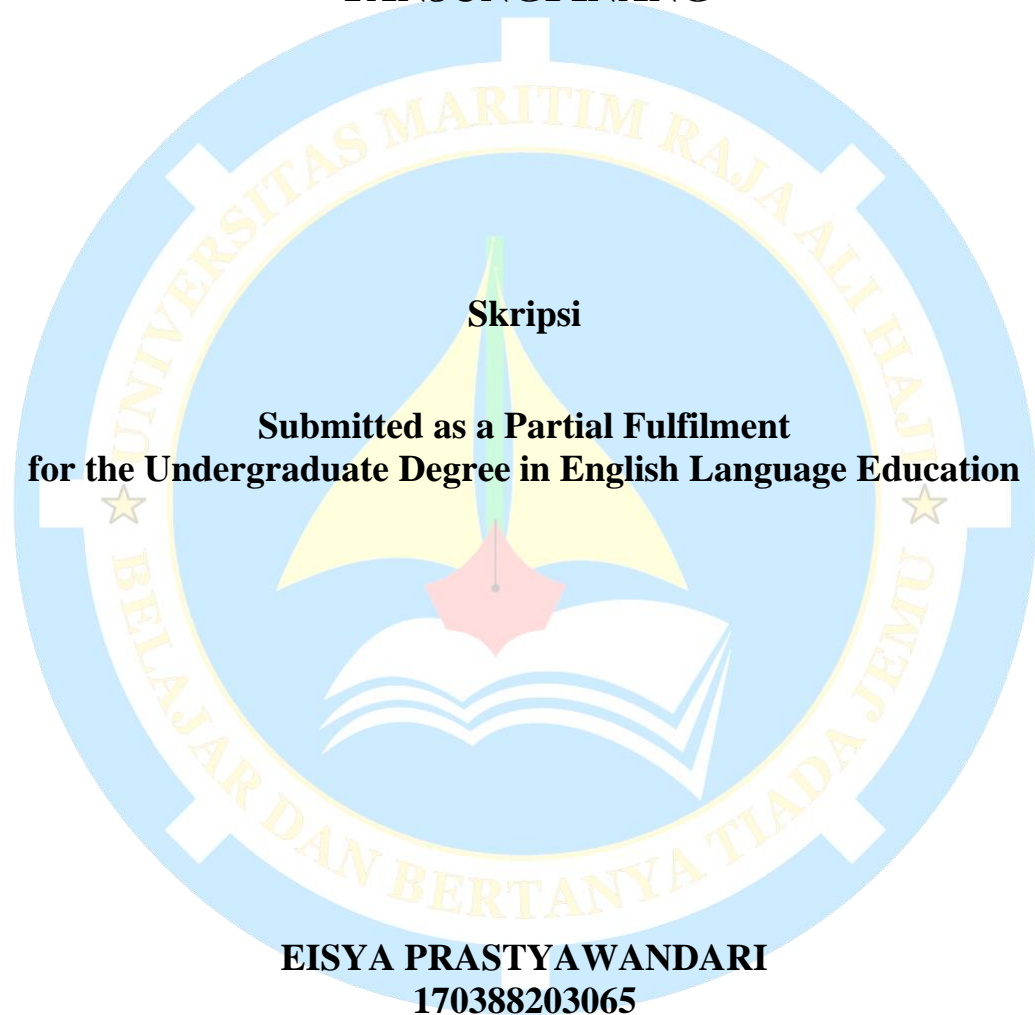 TANJUNGPINANG
UNIVERSITAS MARITIM RAJA ALI HAJI
Skripsi
Submitted as a Partial Fulfilment
for the Undergraduate Degree in English Language Education
BELAJAR DAN BERTANYA TIADA JEMU
EISYA PRASTYAWANDARI
170388203065